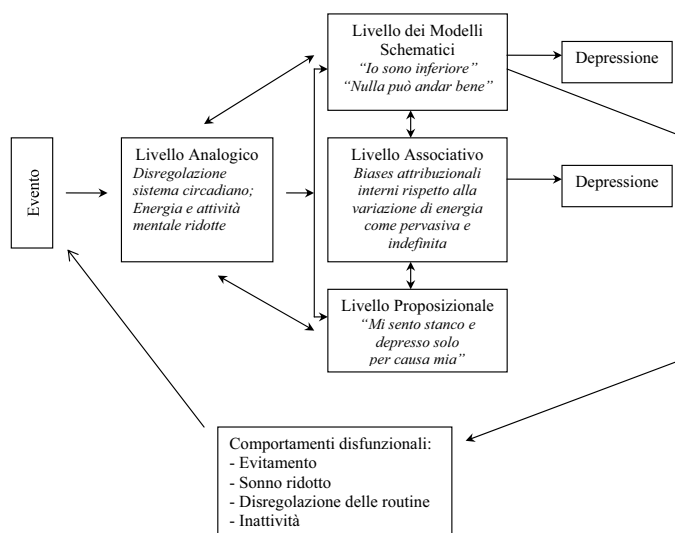 Livello dei Modelli
Schematici
“Io sono inferiore”
“Nulla può andar bene”
Depressione
Evento
Livello Analogico
Disregolazione
sistema circadiano;
Energia e attività
mentale ridotte
Livello Associativo
Biases attribuzionali
interni rispetto alla
variazione di energia
come pervasiva e
indefinita
Depressione
Livello Proposizionale
“Mi sento stanco e
depresso solo
per causa mia”
Comportamenti disfunzionali:
- Evitamento
- Sonno ridotto
- Disregolazione delle routine
- Inattività